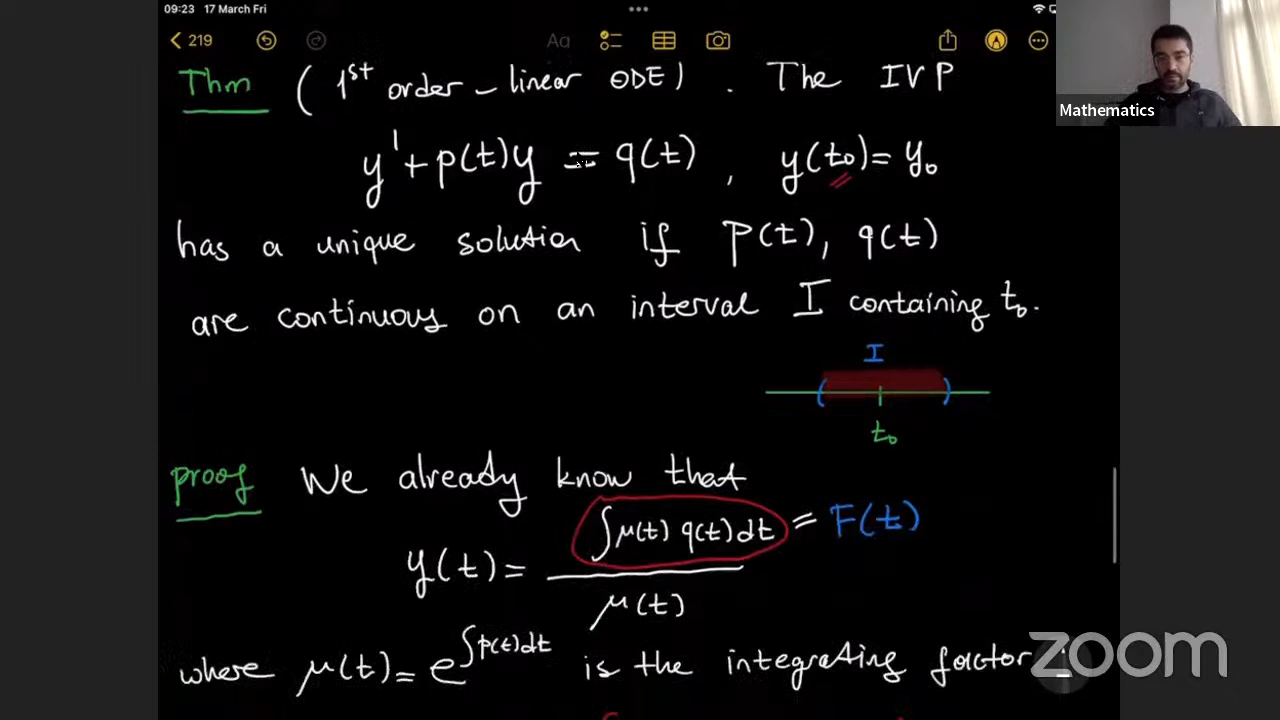 09:23 17 March Fri
219
Aa
Mathematics
Thm (1st order - linear ODE). The IVP
y' + p(t)y = q(t), y(t₀) = y₀
has a unique solution if p(t), q(t)
are continuous on an interval I containing t₀.
I
( )
t₀
proof We already know that
y(t) = ∫μ(t) q(t)dt / μ(t)
= F(t)
where μ(t) = e^∫p(t)dt is the integrating factor
zoom